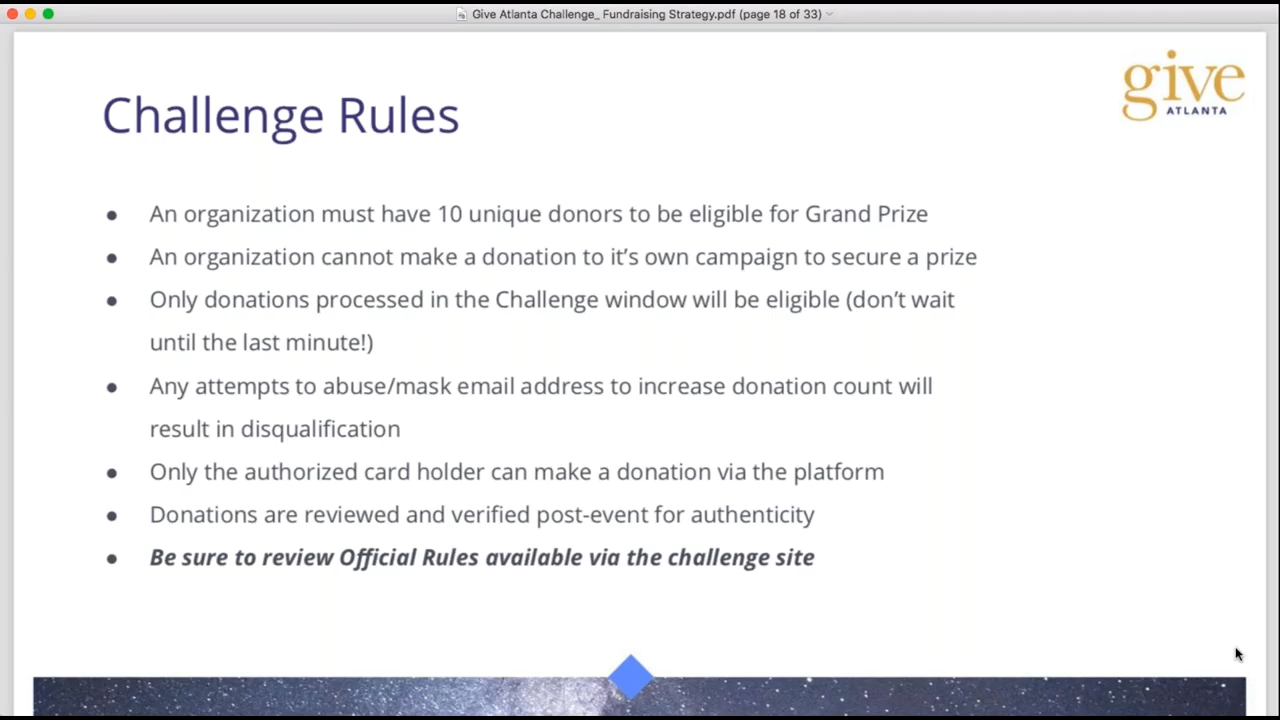 Give Atlanta Challenge_ Fundraising Strategy.pdf (page 18 of 33)
give
ATLANTA
Challenge Rules
● An organization must have 10 unique donors to be eligible for Grand Prize
● An organization cannot make a donation to it’s own campaign to secure a prize
● Only donations processed in the Challenge window will be eligible (don’t wait
until the last minute!)
● Any attempts to abuse/mask email address to increase donation count will
result in disqualification
● Only the authorized card holder can make a donation via the platform
● Donations are reviewed and verified post-event for authenticity
● Be sure to review Official Rules available via the challenge site